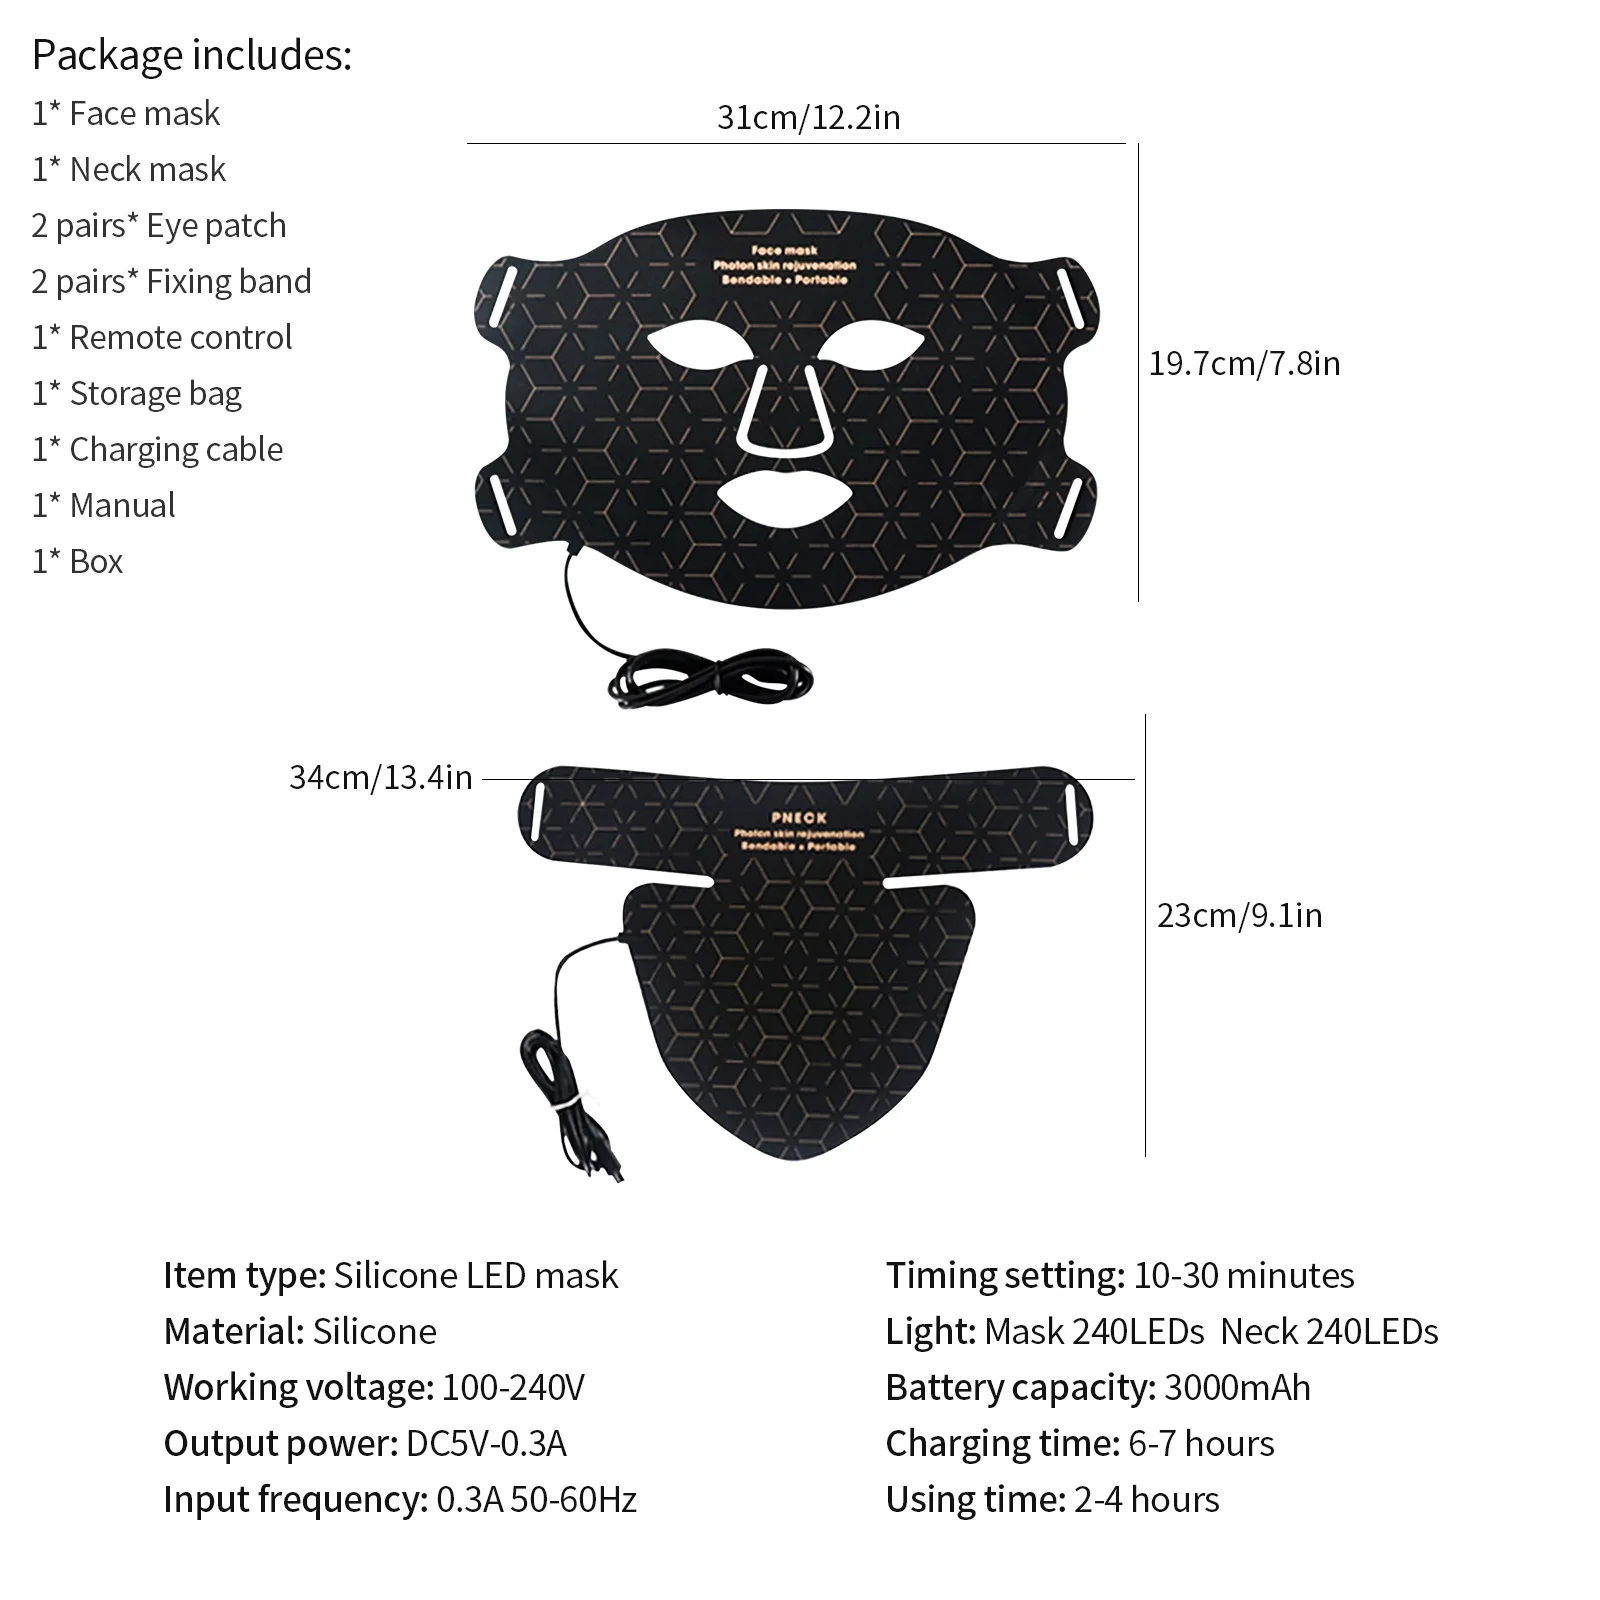 Package includes:
1* Face mask
1* Neck mask
2 pairs* Eye patch
2 pairs* Fixing band
1* Remote control
1* Storage bag
1* Charging cable
1* Manual
1* Box
31cm/12.2in
Face mask
Photon skin rejuvenation
Bendable • Portable
19.7cm/7.8in
34cm/13.4in
PNECK
Photon skin rejuvenation
Bendable • Portable
23cm/9.1in
Item type: Silicone LED mask
Material: Silicone
Working voltage: 100-240V
Output power: DC5V-0.3A
Input frequency: 0.3A 50-60Hz
Timing setting: 10-30 minutes
Light: Mask 240LEDs Neck 240LEDs
Battery capacity: 3000mAh
Charging time: 6-7 hours
Using time: 2-4 hours